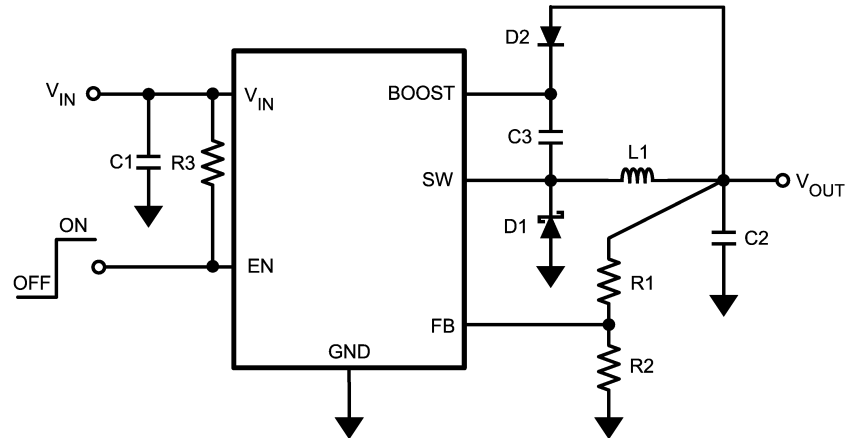 D2
V_IN
V_IN
BOOST
C1
R3
C3
L1
SW
V_OUT
ON
OFF
D1
C2
EN
R1
FB
GND
R2